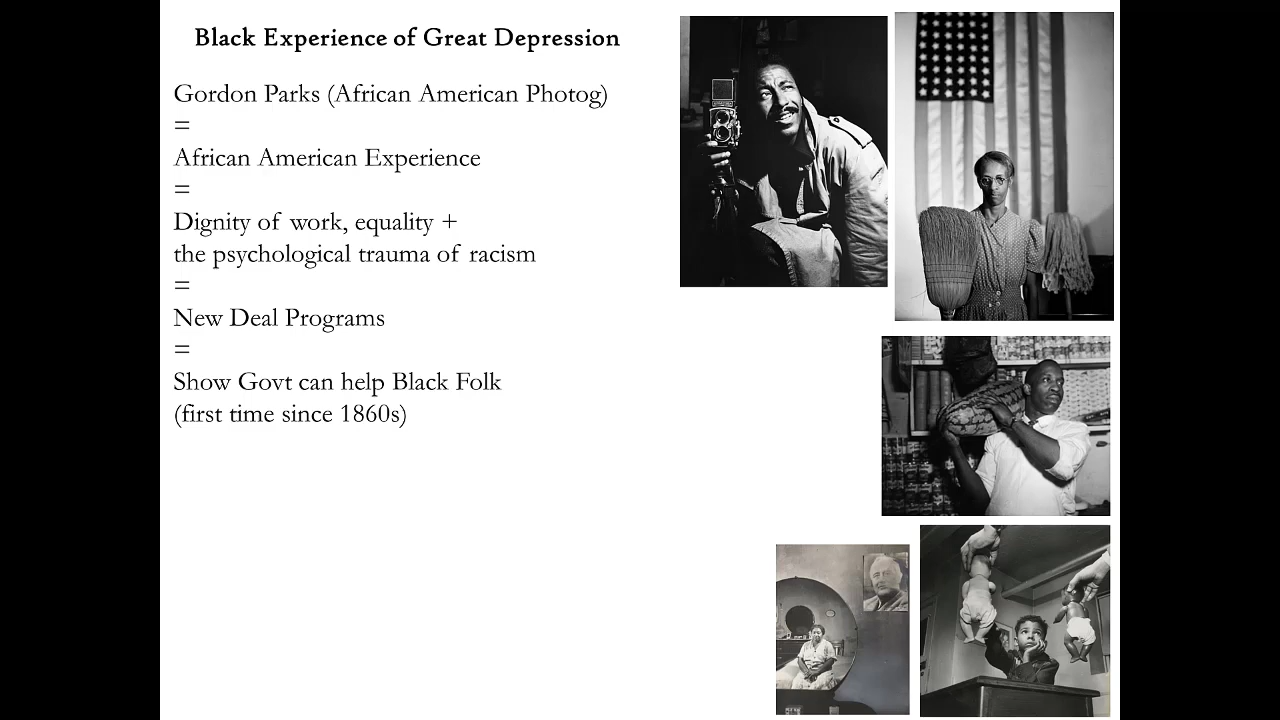 Black Experience of Great Depression
Gordon Parks (African American Photog)
=
African American Experience
=
Dignity of work, equality +
the psychological trauma of racism
=
New Deal Programs
=
Show Govt can help Black Folk
(first time since 1860s)